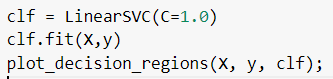 clf = LinearSVC(C=1.0)
clf.fit(X,y)
plot_decision_regions(X, y, clf);